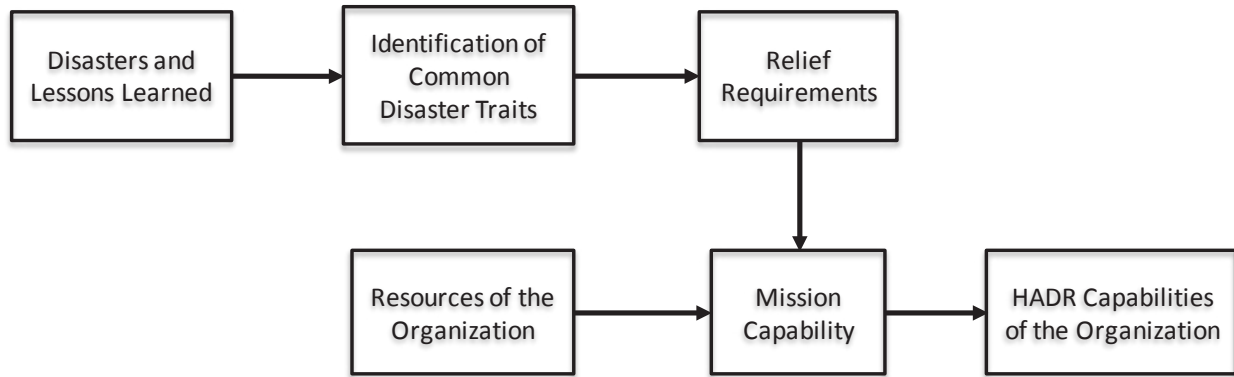 Disasters and
Lessons Learned
Identification of
Common
Disaster Traits
Relief
Requirements
Resources of the
Organization
Mission
Capability
HADR Capabilities
of the Organization